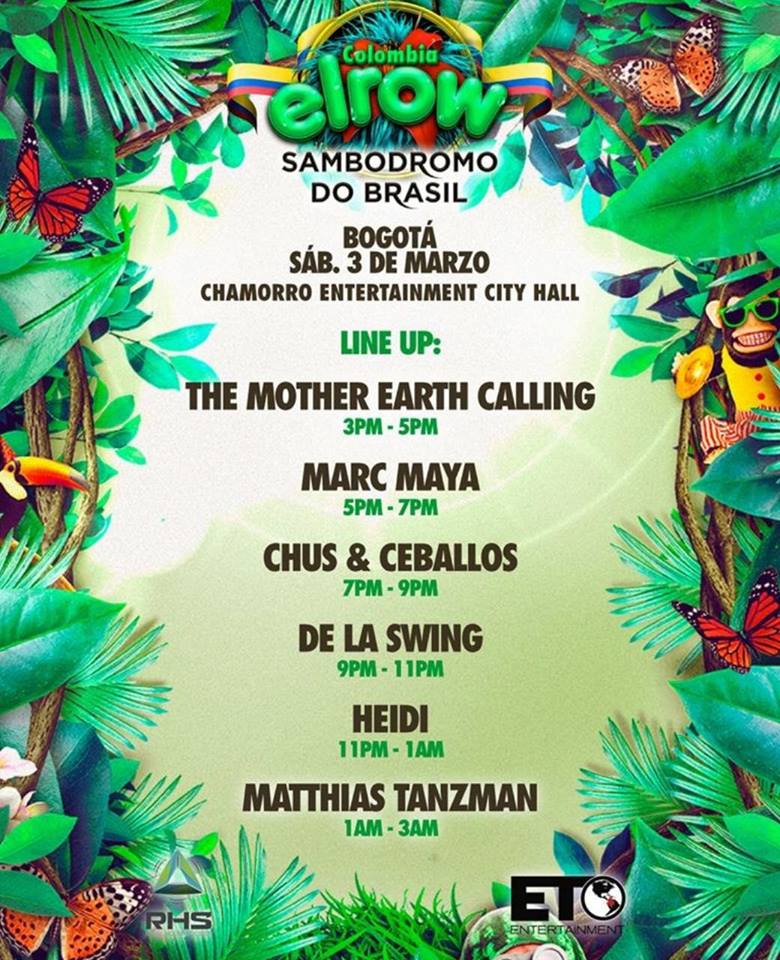 Colombia
elrow
SAMBODROMO
DO BRASIL
BOGOTÁ
SÁB. 3 DE MARZO
CHAMORRO ENTERTAINMENT CITY HALL
LINE UP:
THE MOTHER EARTH CALLING
3PM - 5PM
MARC MAYA
5PM - 7PM
CHUS & CEBALLOS
7PM - 9PM
DE LA SWING
9PM - 11PM
HEIDI
11PM - 1AM
MATTHIAS TANZMAN
1AM - 3AM
RHS
ETO
ENTERTAINMENT